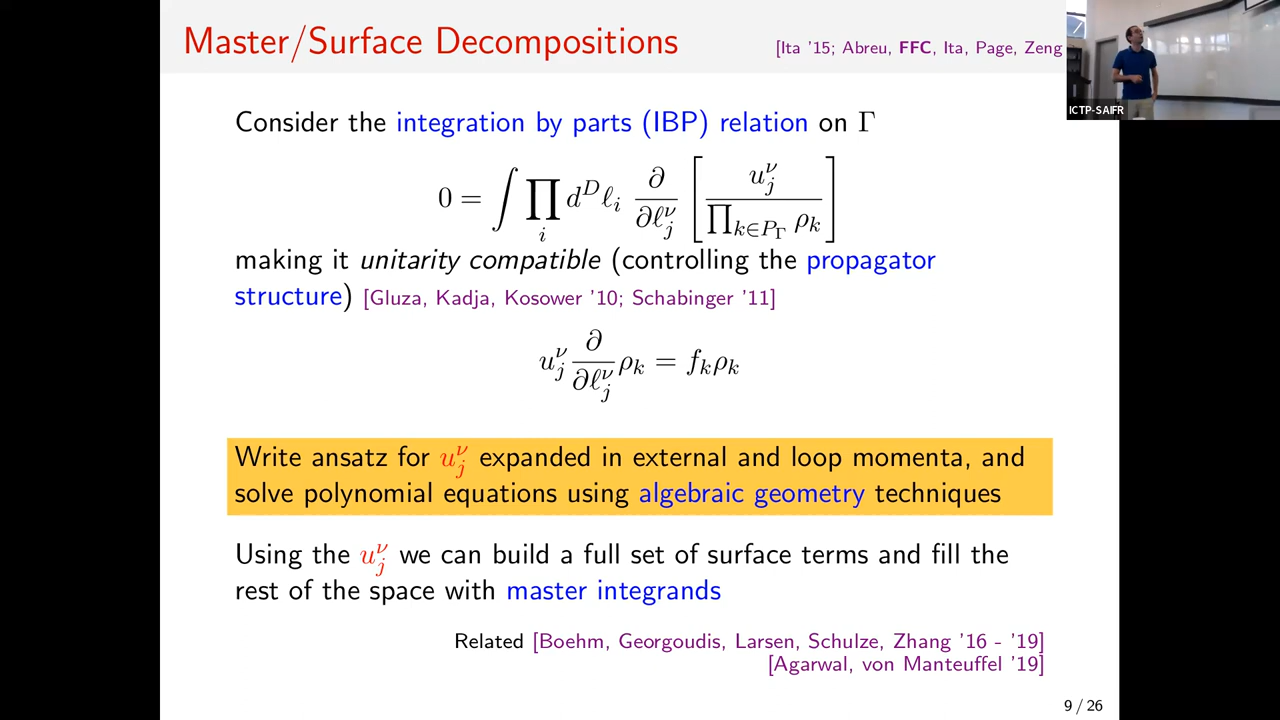 Master/Surface Decompositions
[Ita '15; Abreu, FFC, Ita, Page, Zeng
ICTP-SAIFR
Consider the integration by parts (IBP) relation on Γ
0 = ∫ ∏_i d^D ℓ_i ∂/∂ℓ_j^ν [ u_j^ν / ∏_{k∈P_Γ} ρ_k ]
making it unitarity compatible (controlling the propagator
structure) [Gluza, Kadja, Kosower '10; Schabinger '11]
u_j^ν ∂/∂ℓ_j^ν ρ_k = f_k ρ_k
Write ansatz for u_j^ν expanded in external and loop momenta, and
solve polynomial equations using algebraic geometry techniques
Using the u_j^ν we can build a full set of surface terms and fill the
rest of the space with master integrands
Related [Boehm, Georgoudis, Larsen, Schulze, Zhang '16 - '19]
[Agarwal, von Manteuffel '19]
9 / 26